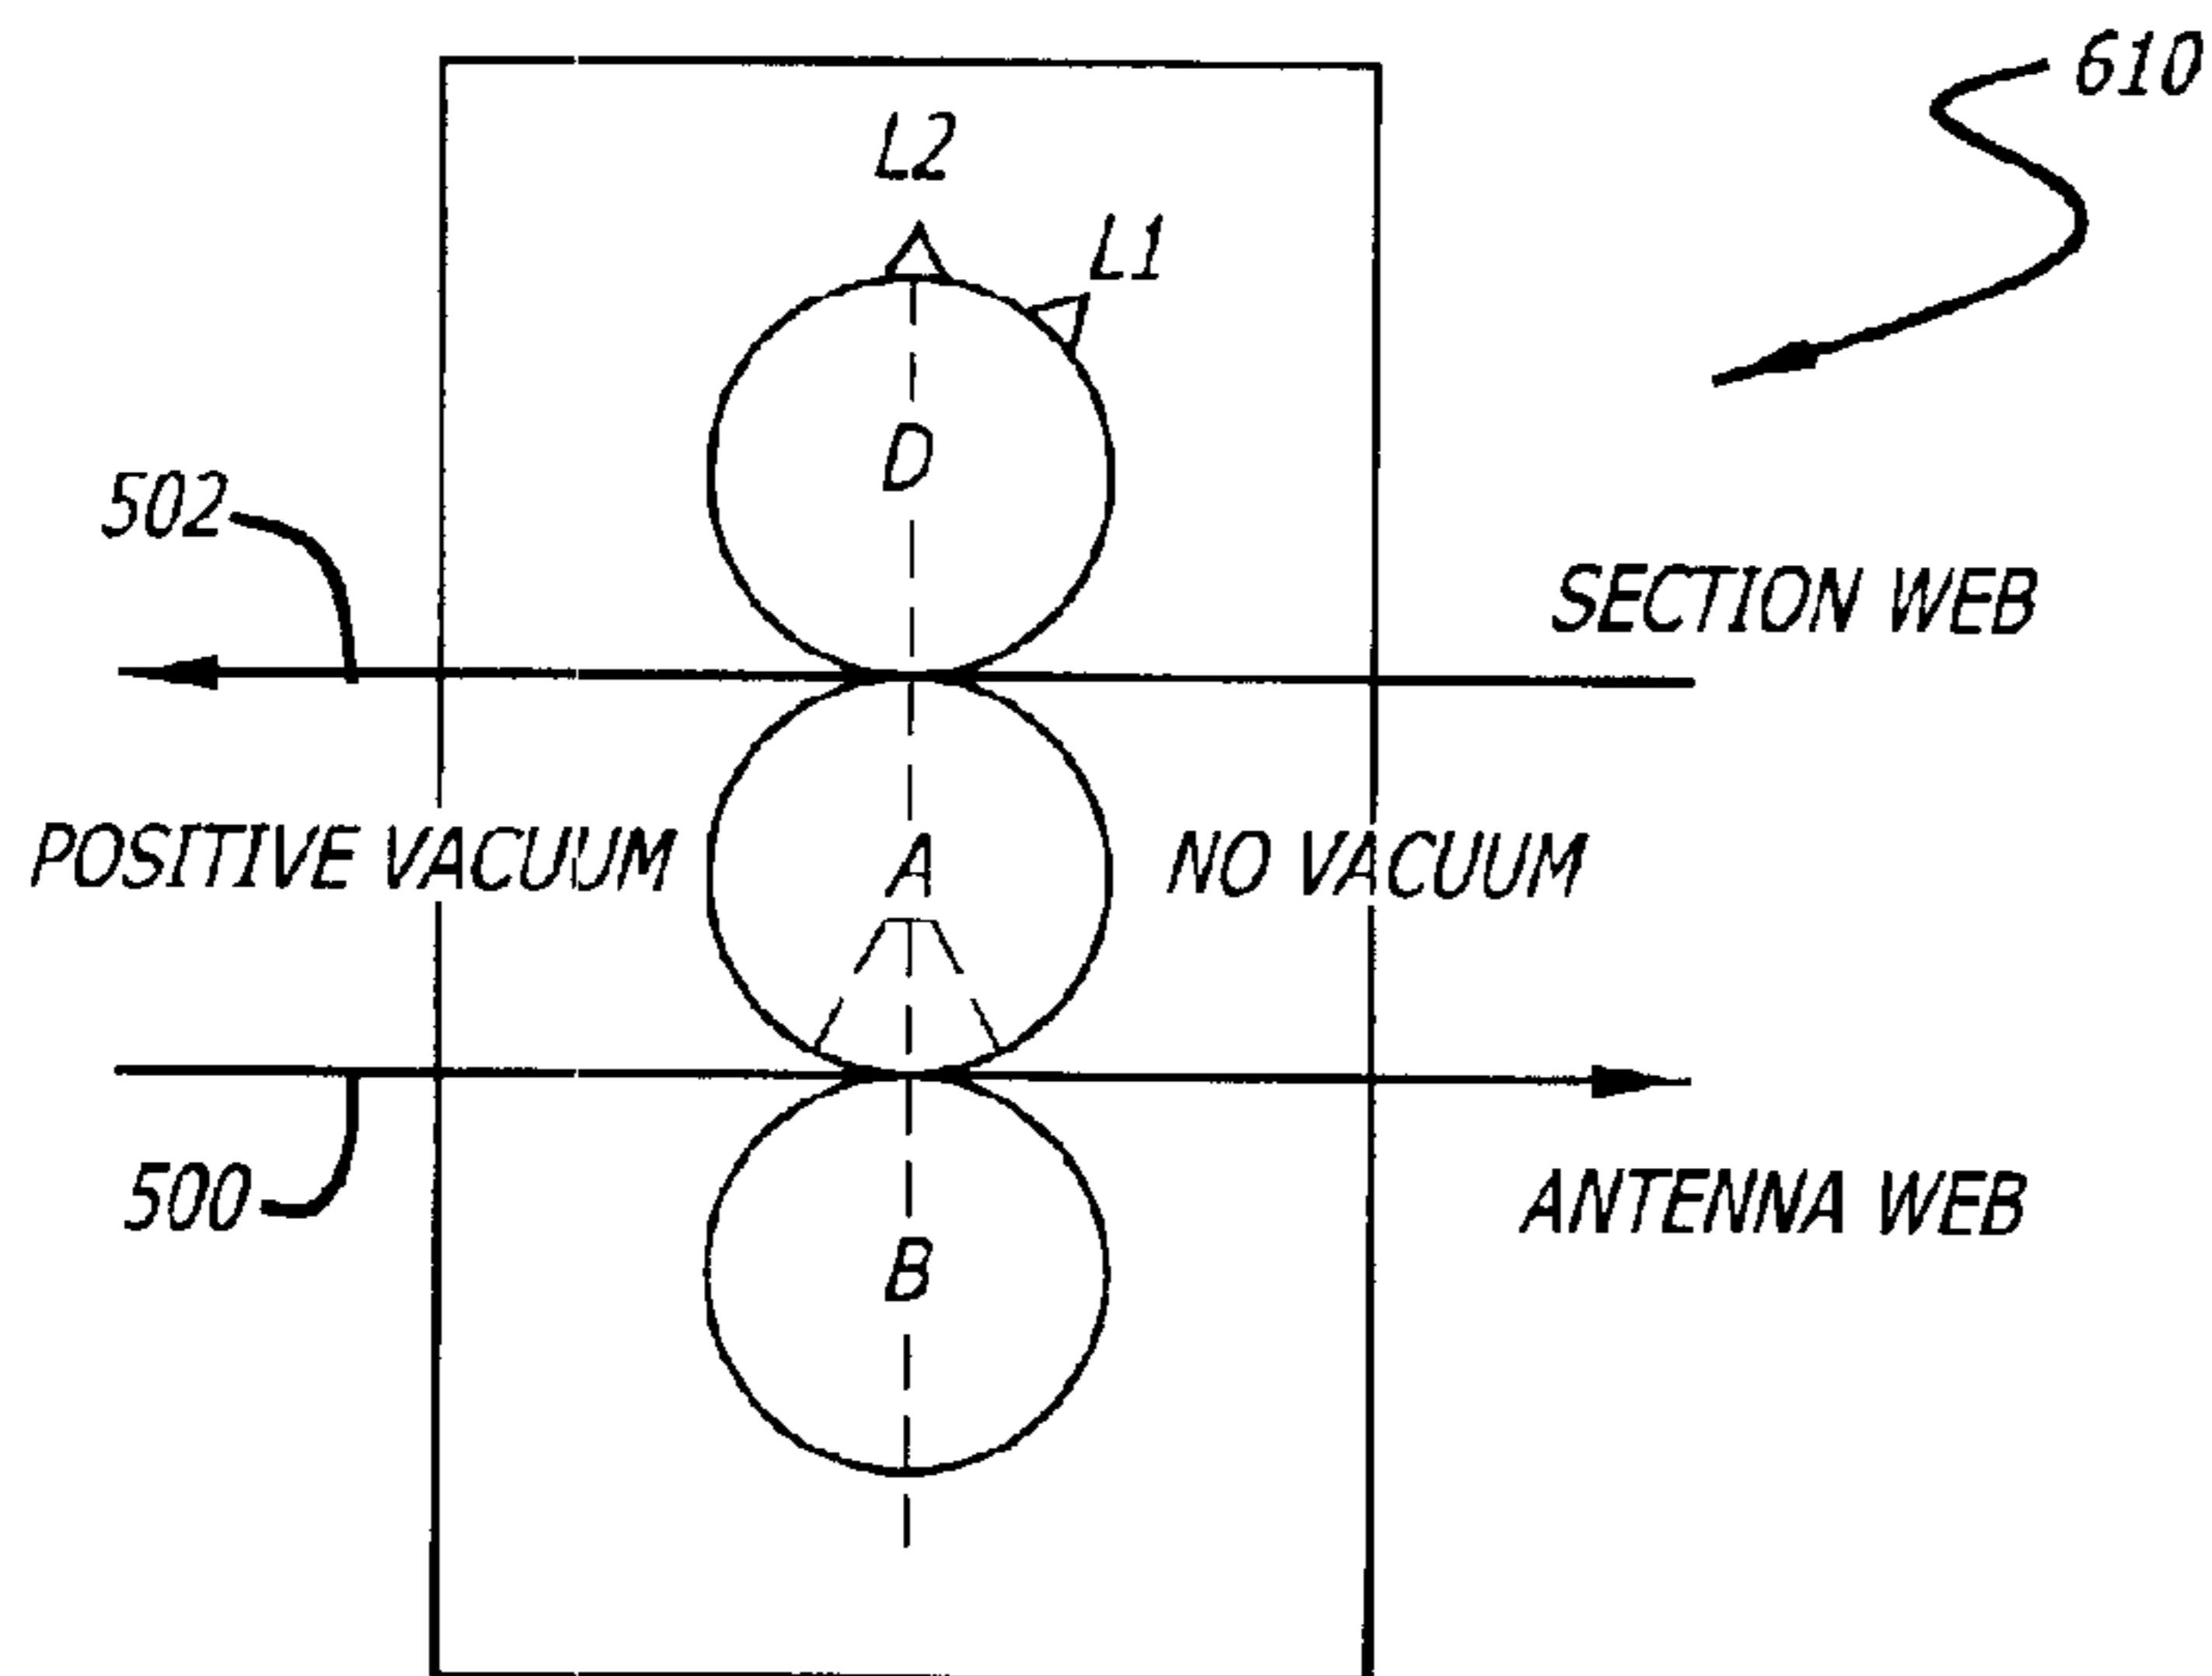 610
L2
L1
D
502
SECTION WEB
POSITIVE VACUUM
A
NO VACUUM
500
ANTENNA WEB
B